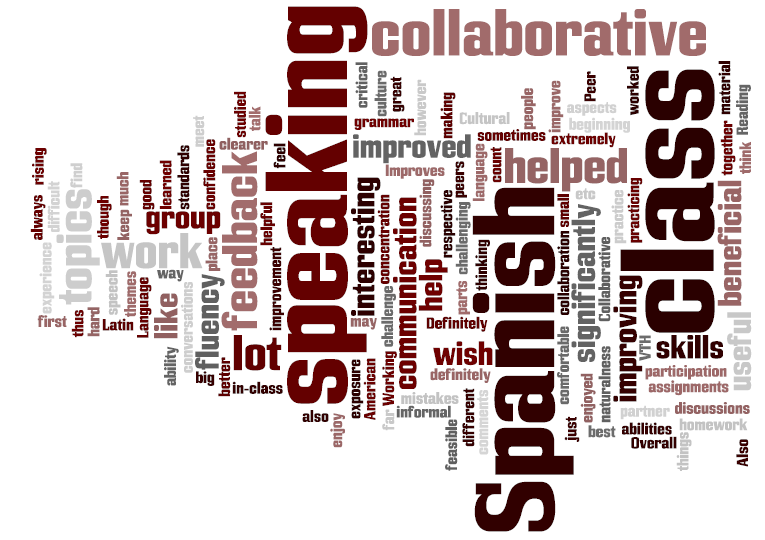 collaborative
speaking
class
Spanish
critical
culture
great
grammar
however
making
Cultural
sometimes
people
improve
extremely
aspects
beginning
Peer
worked
together
material
think
Reading
rising
always
meet
studied
talk
clearer
feel
improved
Improves
language
count
helped
find
difficult
though
keep much
good
learned
standards
confidence
feedback
helpful
interesting
concentration
discussing
peers
respective
challenging
etc
practice
practicing
group
topics
work
place
improvement
communication
help
thinking
collaboration
small
significantly
Collaborative
beneficial
experience
speech
themes
Language
way
conversations
fluency
like
may
challenge
parts
Definitely
improving
first
thus
hard
Latin
ability
big
better
lot
in-class
exposure
American
Working
wish
definitely
comfortable
naturalness
VTH
skills
useful
participation
assignments
also
enjoy
far
mistakes
informal
feasible
different
comments
just
enjoyed
best
partner
abilities
Overall
discussions
homework
things
Also